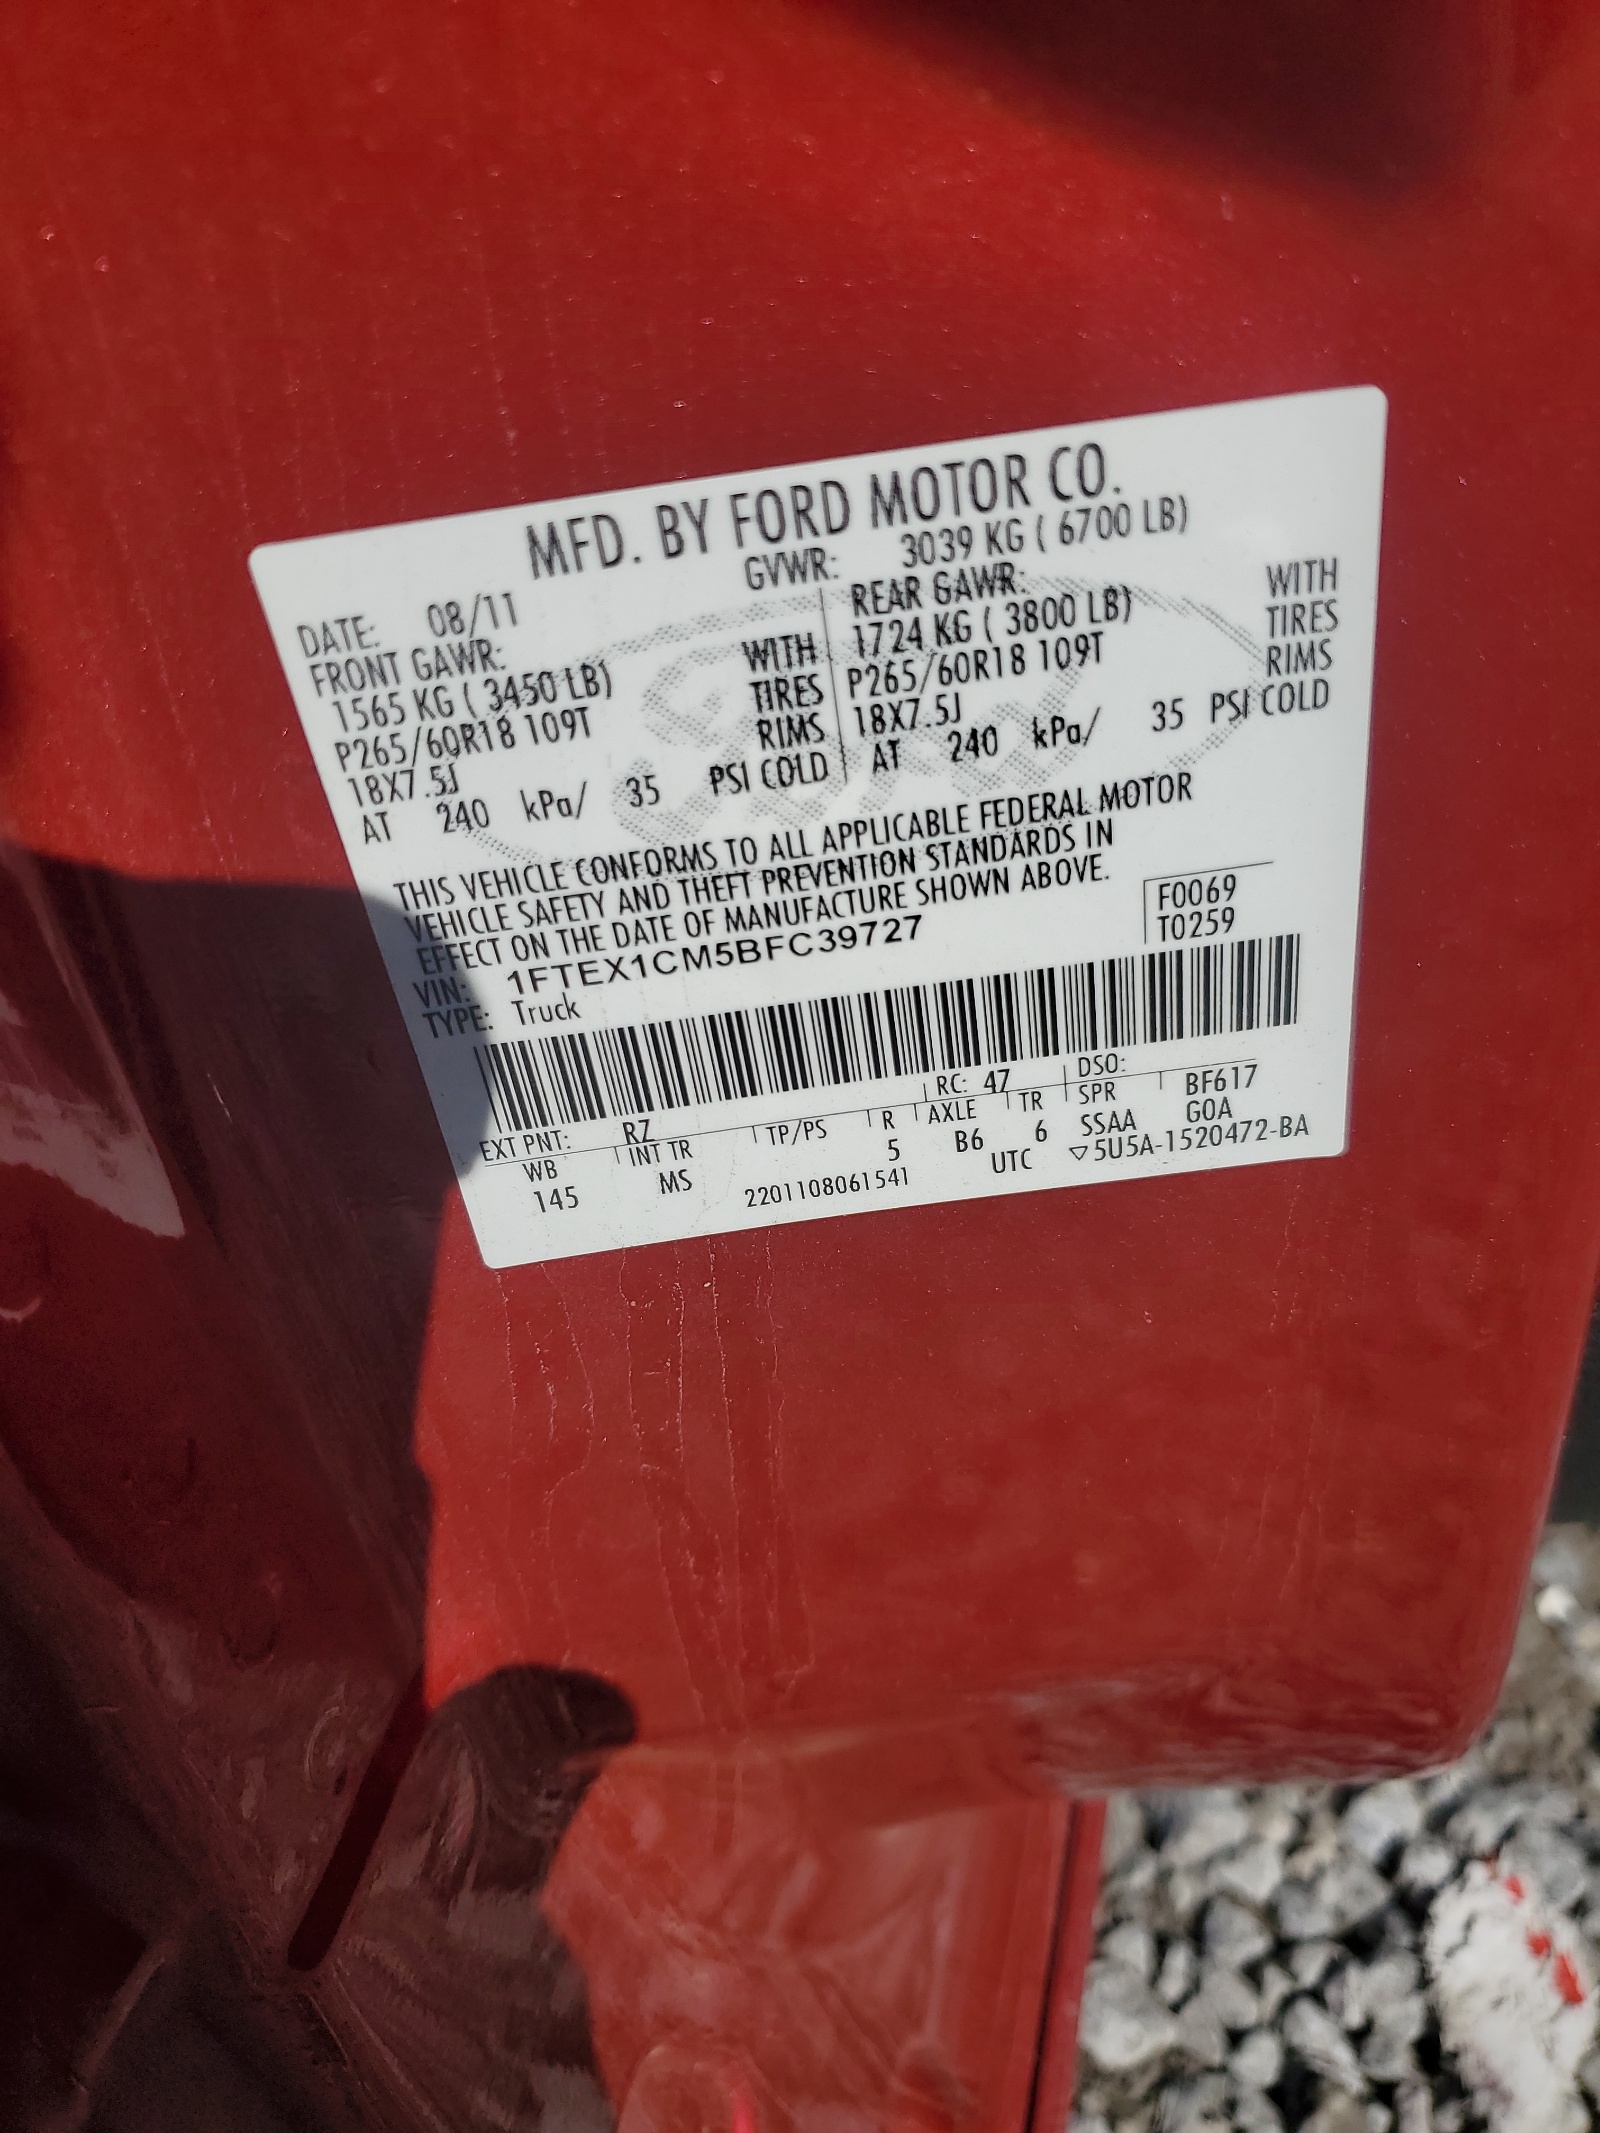 MFD. BY FORD MOTOR CO.
DATE: 08/11 GVWR: 3039 KG ( 6700 LB)
FRONT GAWR: REAR GAWR:
1565 KG ( 3450 LB) WITH 1724 KG ( 3800 LB) WITH
P265/60R18 109T TIRES P265/60R18 109T TIRES
18X7.5J RIMS 18X7.5J RIMS
AT 240 kPa/ 35 PSI COLD AT 240 kPa/ 35 PSI COLD
THIS VEHICLE CONFORMS TO ALL APPLICABLE FEDERAL MOTOR
VEHICLE SAFETY AND THEFT PREVENTION STANDARDS IN
EFFECT ON THE DATE OF MANUFACTURE SHOWN ABOVE.
VIN: 1FTEX1CM5BFC39727 F0069
TYPE: Truck T0259
EXT PNT: RZ RC: 47 DSO:
WB INT TR TP/PS R AXLE TR SPR BF617
145 MS 5 B6 6 SSAA GOA
2201108061541 UTC ▽5U5A-1520472-BA